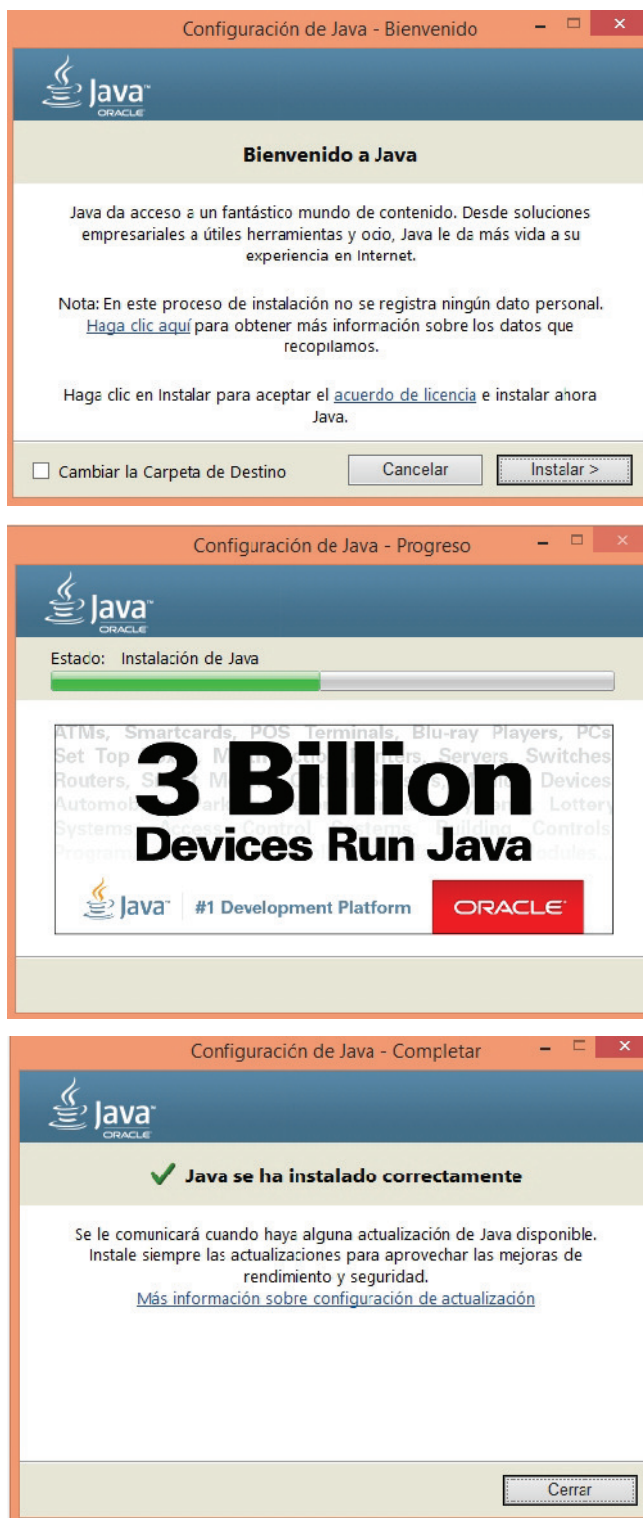 Configuración de Java - Bienvenido
Java
ORACLE
Bienvenido a Java
Java da acceso a un fantástico mundo de contenido. Desde soluciones
empresariales a útiles herramientas y ocio, Java le da más vida a su
experiencia en Internet.
Nota: En este proceso de instalación no se registra ningún dato personal.
Haga clic aquí para obtener más información sobre los datos que
recopilamos.
Haga clic en Instalar para aceptar el acuerdo de licencia e instalar ahora
Java.
Cambiar la Carpeta de Destino
Cancelar
Instalar >
Configuración de Java - Progreso
Java
ORACLE
Estado: Instalación de Java
ATMs, Smartcards, POS Terminals, Blu-ray Players, PCs
Set Top Servers, Switches
Routers, Devices
Lottery
Systems, Access Control Systems, Building Controls
3 Billion
Devices Run Java
Java
#1 Development Platform
ORACLE
Configuración de Java - Completar
Java
ORACLE
Java se ha instalado correctamente
Se le comunicará cuando haya alguna actualización de Java disponible.
Instale siempre las actualizaciones para aprovechar las mejoras de
rendimiento y seguridad.
Más información sobre configuración de actualización
Cerrar